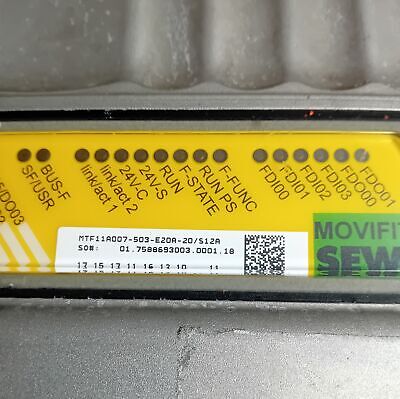 5/DO03
SF/USR
BUS-F
link/act 1
link/act 2
24V-C
24V-S
RUN
F-STATE
RUN PS
F-FUNC
FDI00
FDI01
FDI02
FDI03
FDO00
FDO01
MOVIFIT
SEW
MTF11A007-503-E20A-20/S12A
SO#: 01.7588693003.0001.18